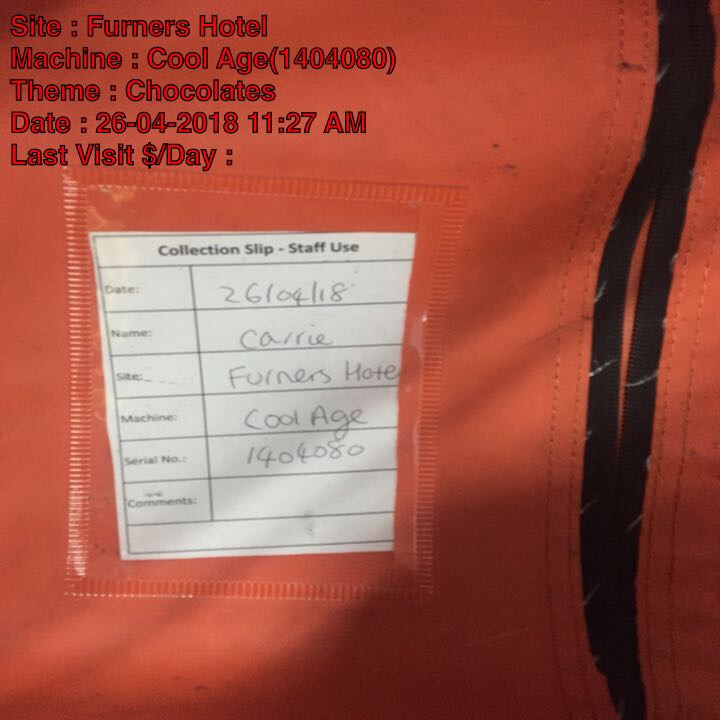 Site : Furners Hotel
Machine : Cool Age(1404080)
Theme : Chocolates
Date : 26-04-2018 11:27 AM
Last Visit $/Day :
Collection Slip - Staff Use
Date: 26/04/18
Name: Carrie
Site: Furners Hote
Machine: Cool Age
Serial No.: 1404080
Comments: